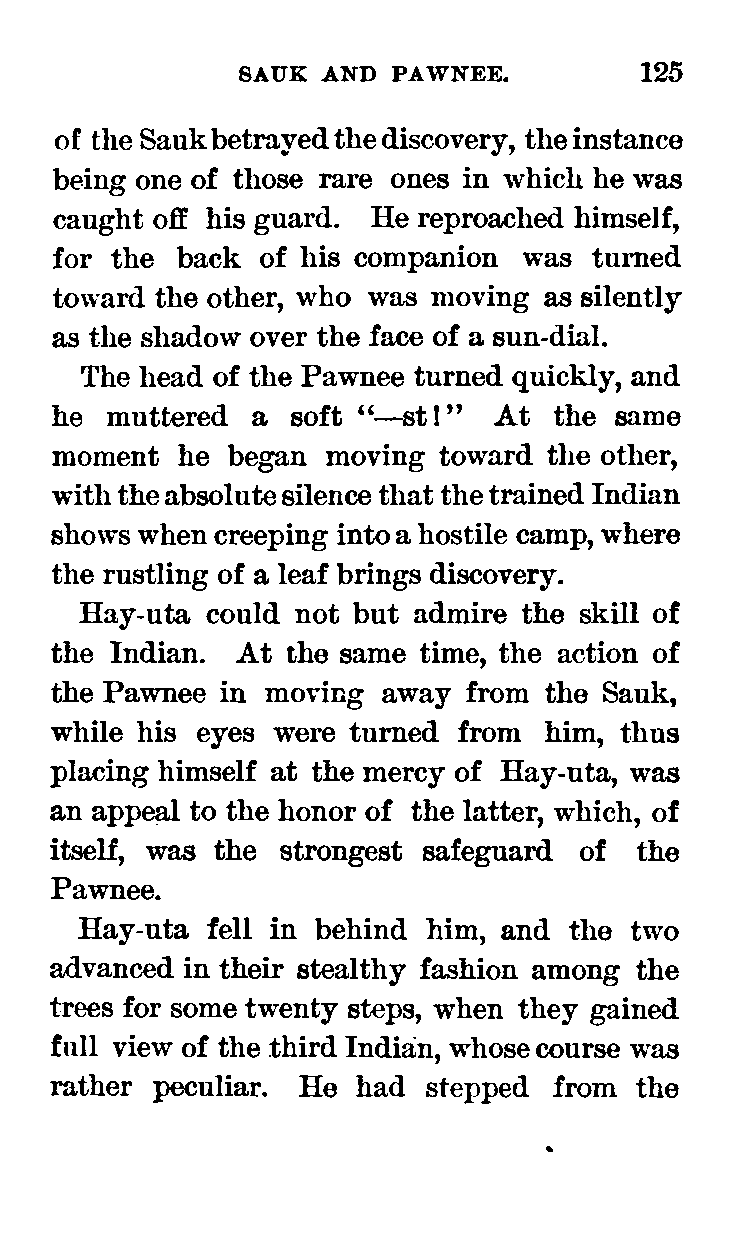 SAUK AND PAWNEE. 125
of the Sauk betrayed the discovery, the instance
being one of those rare ones in which he was
caught off his guard. He reproached himself,
for the back of his companion was turned
toward the other, who was moving as silently
as the shadow over the face of a sun-dial.
The head of the Pawnee turned quickly, and
he muttered a soft “—st!” At the same
moment he began moving toward the other,
with the absolute silence that the trained Indian
shows when creeping into a hostile camp, where
the rustling of a leaf brings discovery.
Hay-uta could not but admire the skill of
the Indian. At the same time, the action of
the Pawnee in moving away from the Sauk,
while his eyes were turned from him, thus
placing himself at the mercy of Hay-uta, was
an appeal to the honor of the latter, which, of
itself, was the strongest safeguard of the
Pawnee.
Hay-uta fell in behind him, and the two
advanced in their stealthy fashion among the
trees for some twenty steps, when they gained
full view of the third Indian, whose course was
rather peculiar. He had stepped from the